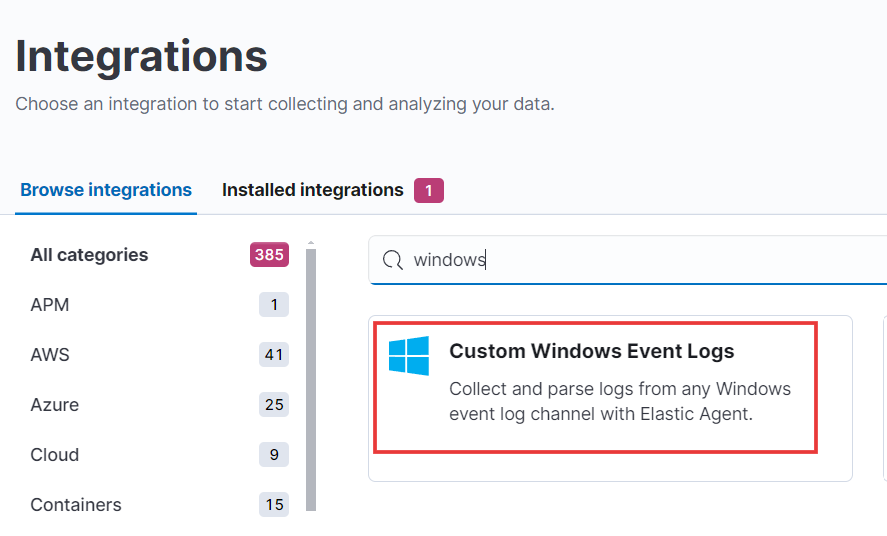 Integrations
Choose an integration to start collecting and analyzing your data.
Browse integrations
Installed integrations 1
All categories 385
APM 1
AWS 41
Azure 25
Cloud 9
Containers 15
windows
Custom Windows Event Logs
Collect and parse logs from any Windows
event log channel with Elastic Agent.